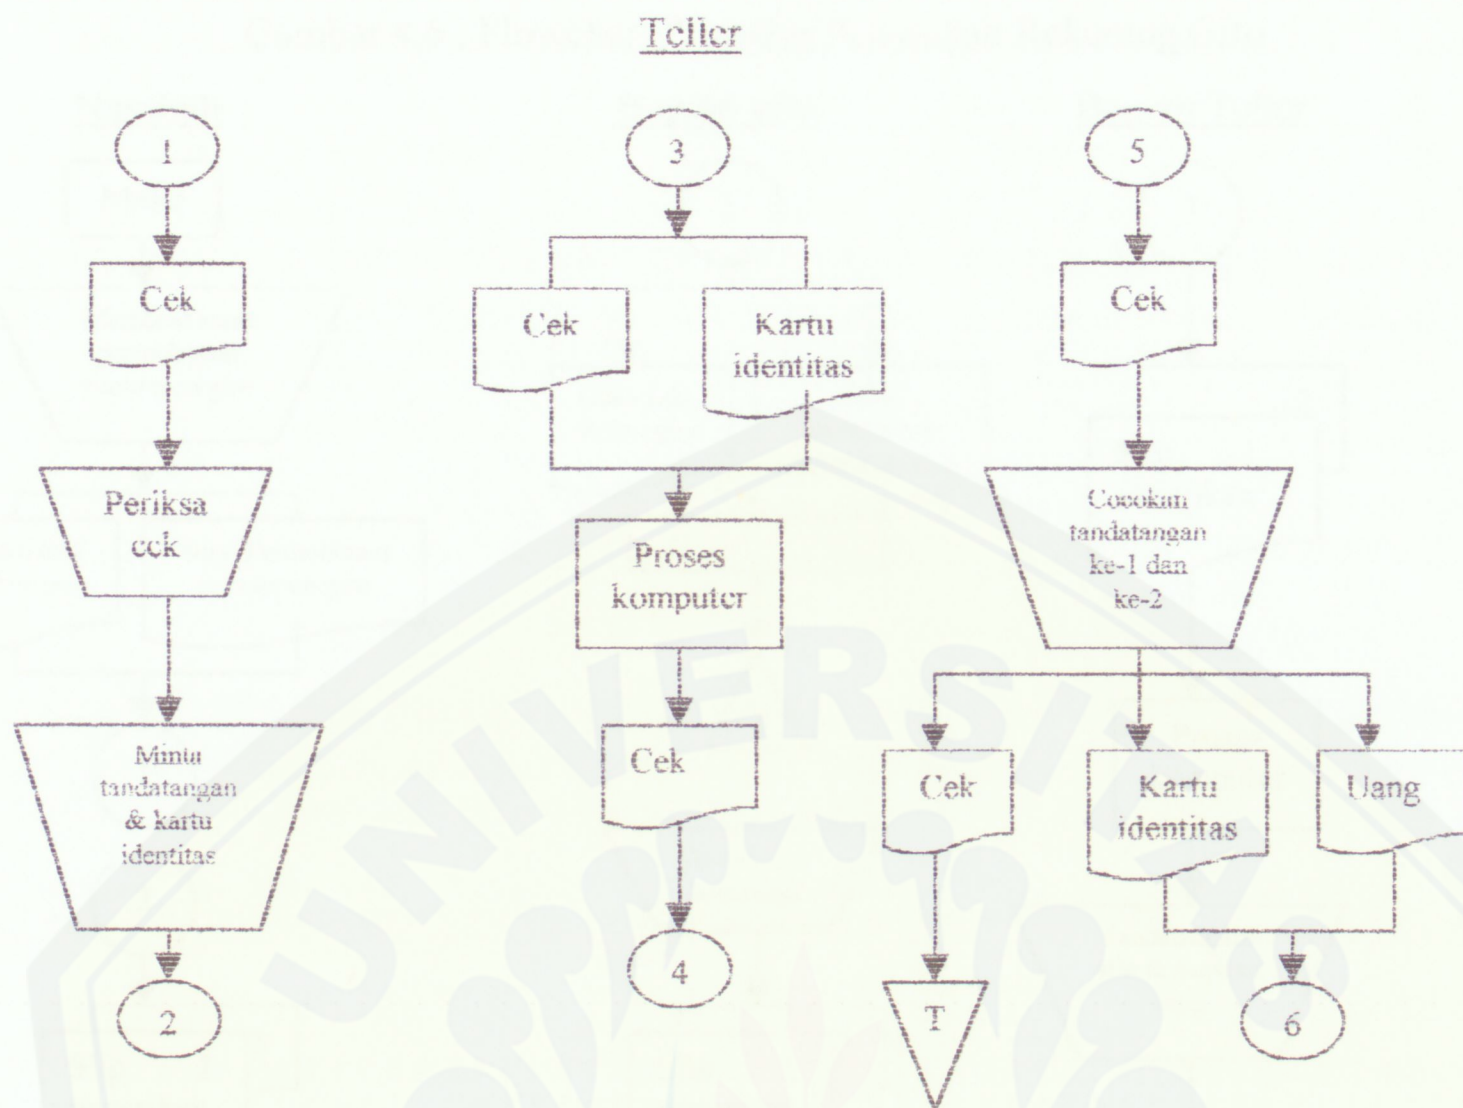 Teller
1
Cek
Periksa
cek
Minta
tandatangan
& kartu
identitas
2
3
Cek
Kartu
identitas
Proses
komputer
Cek
4
5
Cek
Cocokan
tandatangan
ke-1 dan
ke-2
Cek
Kartu
identitas
Uang
T
6
UNIVERSITAS